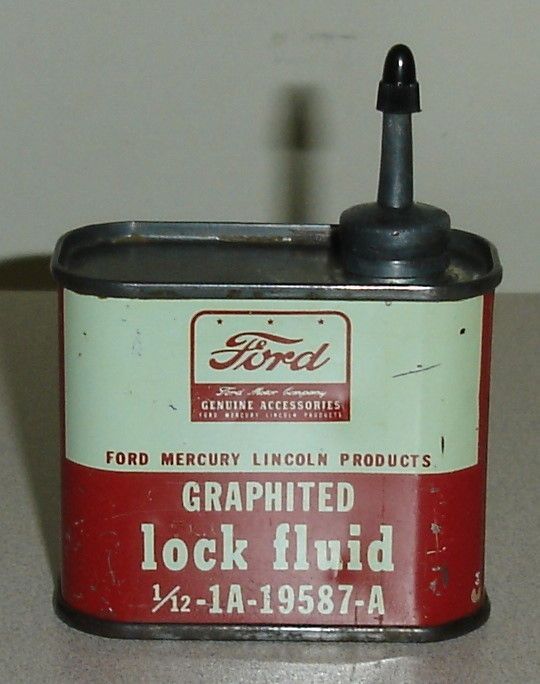 Ford
Ford Motor Company
GENUINE ACCESSORIES
FORD MERCURY LINCOLN PRODUCTS
FORD MERCURY LINCOLN PRODUCTS
GRAPHITED
lock fluid
1/12-1A-19587-A